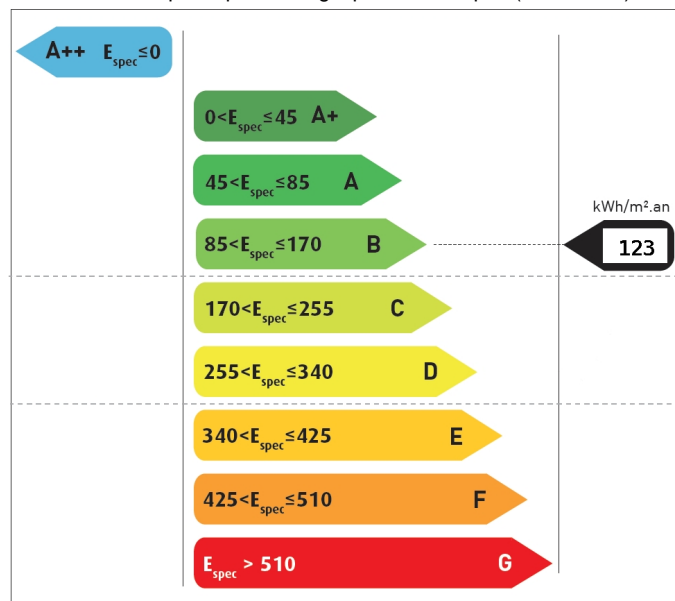 A++ Espec≤0
0<Espec≤45 A+
45<Espec≤85 A
kWh/m².an
85<Espec≤170 B
123
170<Espec≤255 C
255<Espec≤340 D
340<Espec≤425 E
425<Espec≤510 F
Espec > 510 G